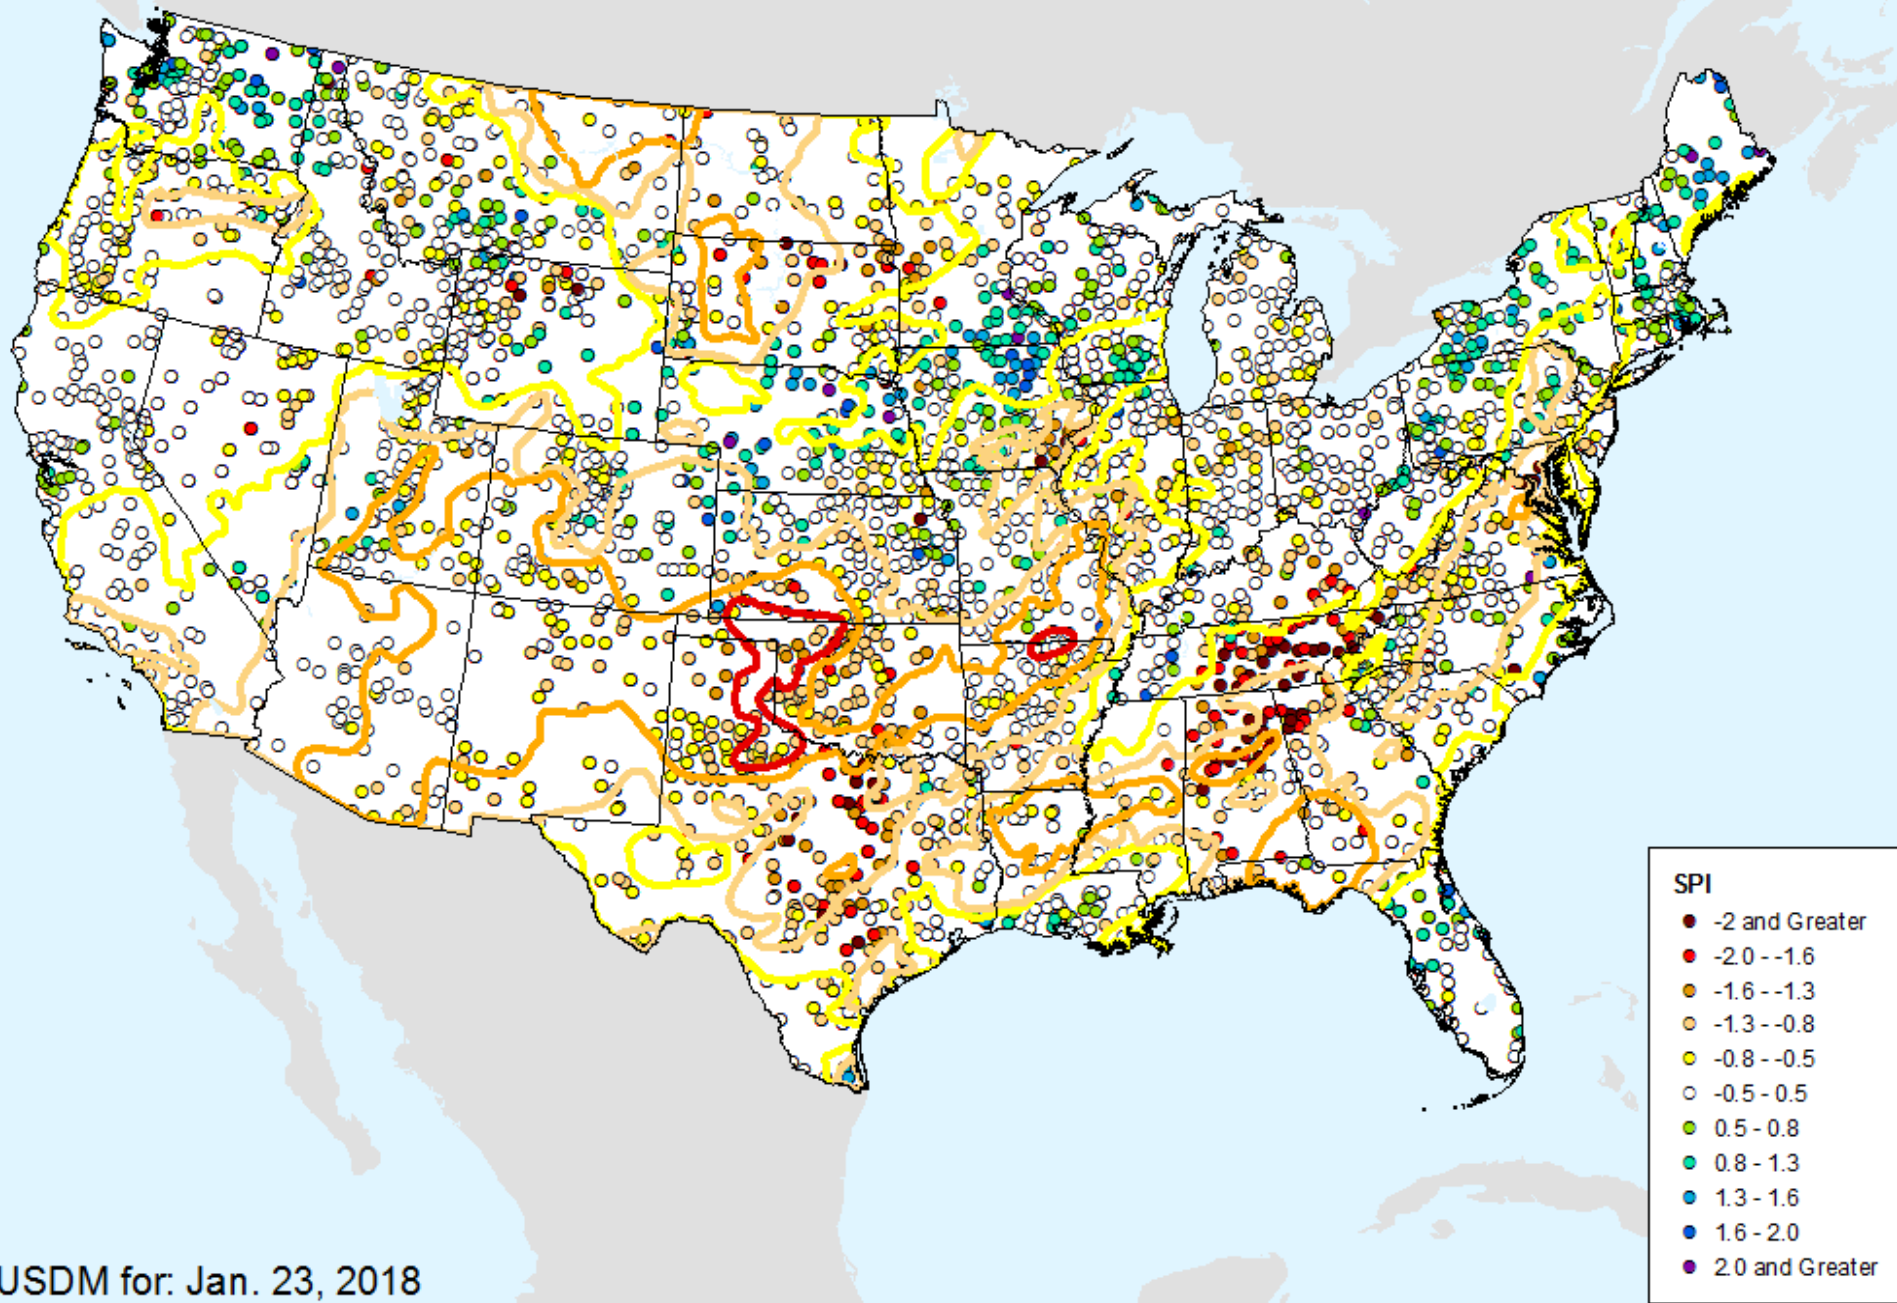 SPI
-2 and Greater
-2.0 - -1.6
-1.6 - -1.3
-1.3 - -0.8
-0.8 - -0.5
-0.5 - 0.5
0.5 - 0.8
0.8 - 1.3
1.3 - 1.6
1.6 - 2.0
2.0 and Greater
USDM for: Jan. 23, 2018